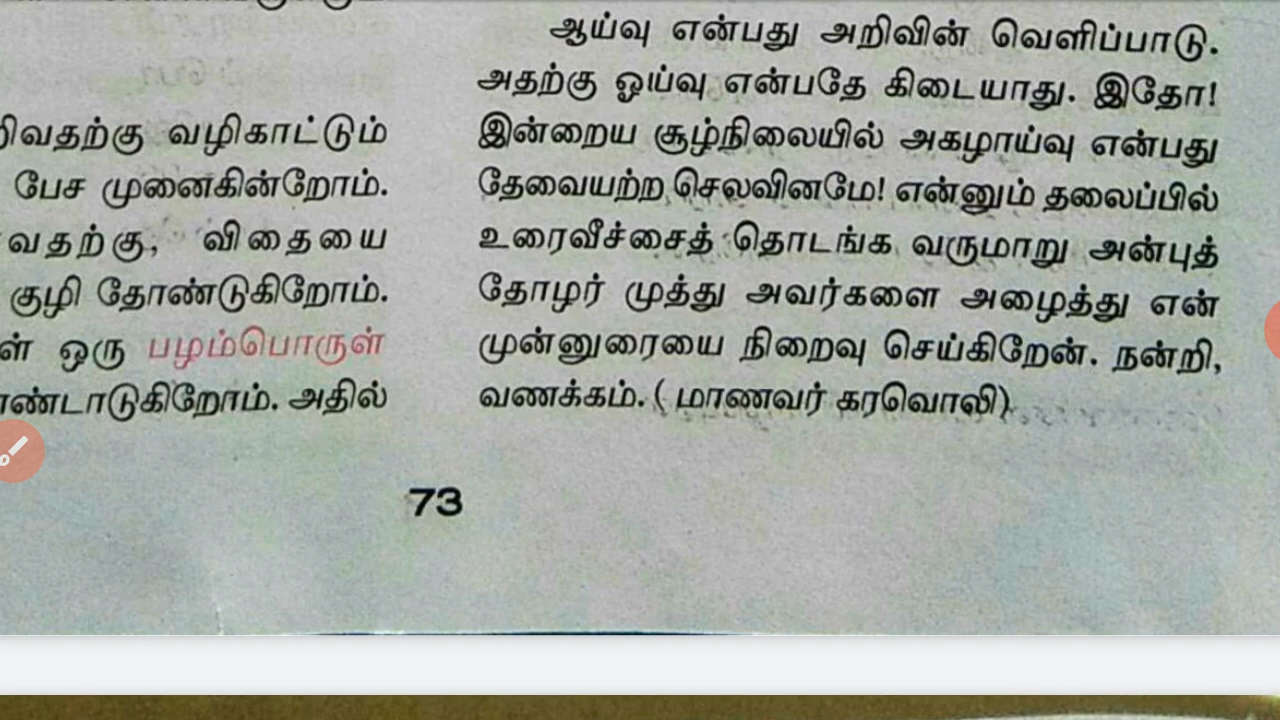 வதற்கு வழிகாட்டும்
பேச முனைகின்றோம்.
வதற்கு, விதையை
குழி தோண்டுகிறோம்.
ஒரு பழம்பொருள்
அதில்
ஆய்வு என்பது அறிவின் வெளிப்பாடு.
அதற்கு ஓய்வு என்பதே கிடையாது. இதோ!
இன்றைய சூழ்நிலையில் அகழாய்வு என்பது
தேவையற்ற செலவினமே! என்னும் தலைப்பில்
உரைவீச்சைத் தொடங்க வருமாறு அன்புத்
தோழர் முத்து அவர்களை அழைத்து என்
முன்னுரையை நிறைவு செய்கிறேன். நன்றி,
வணக்கம். ( மாணவர் கரவொலி)
73